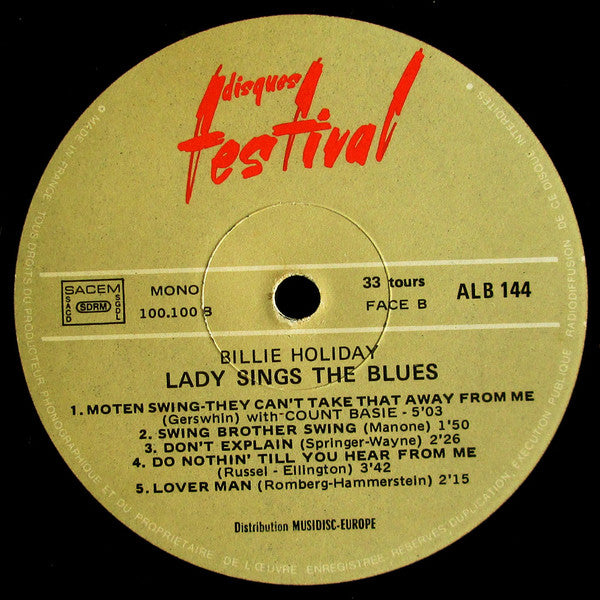 disques
festival
SACEM
SACD
SDRM
SGDL
MONO
100.100 B
33 tours
FACE B
ALB 144
BILLIE HOLIDAY
LADY SINGS THE BLUES
1. MOTEN SWING-THEY CAN'T TAKE THAT AWAY FROM ME
(Gerswhin) with COUNT BASIE - 5'03
2. SWING BROTHER SWING (Manone) 1'50
3. DON'T EXPLAIN (Springer-Wayne) 2'26
4. DO NOTHIN' TILL YOU HEAR FROM ME
(Russel - Ellington) 3'42
5. LOVER MAN (Romberg-Hammerstein) 2'15
Distribution MUSIDISC-EUROPE
MADE IN FRANCE TOUS DROITS DU PRODUCTEUR PHONOGRAPHIQUE ET DU PROPRIETAIRE DE L'ŒUVRE ENREGISTREE RESERVES DUPLICATION EXECUTION PUBLIQUE RADIODIFFUSION DE CE DISQUE INTERDITES